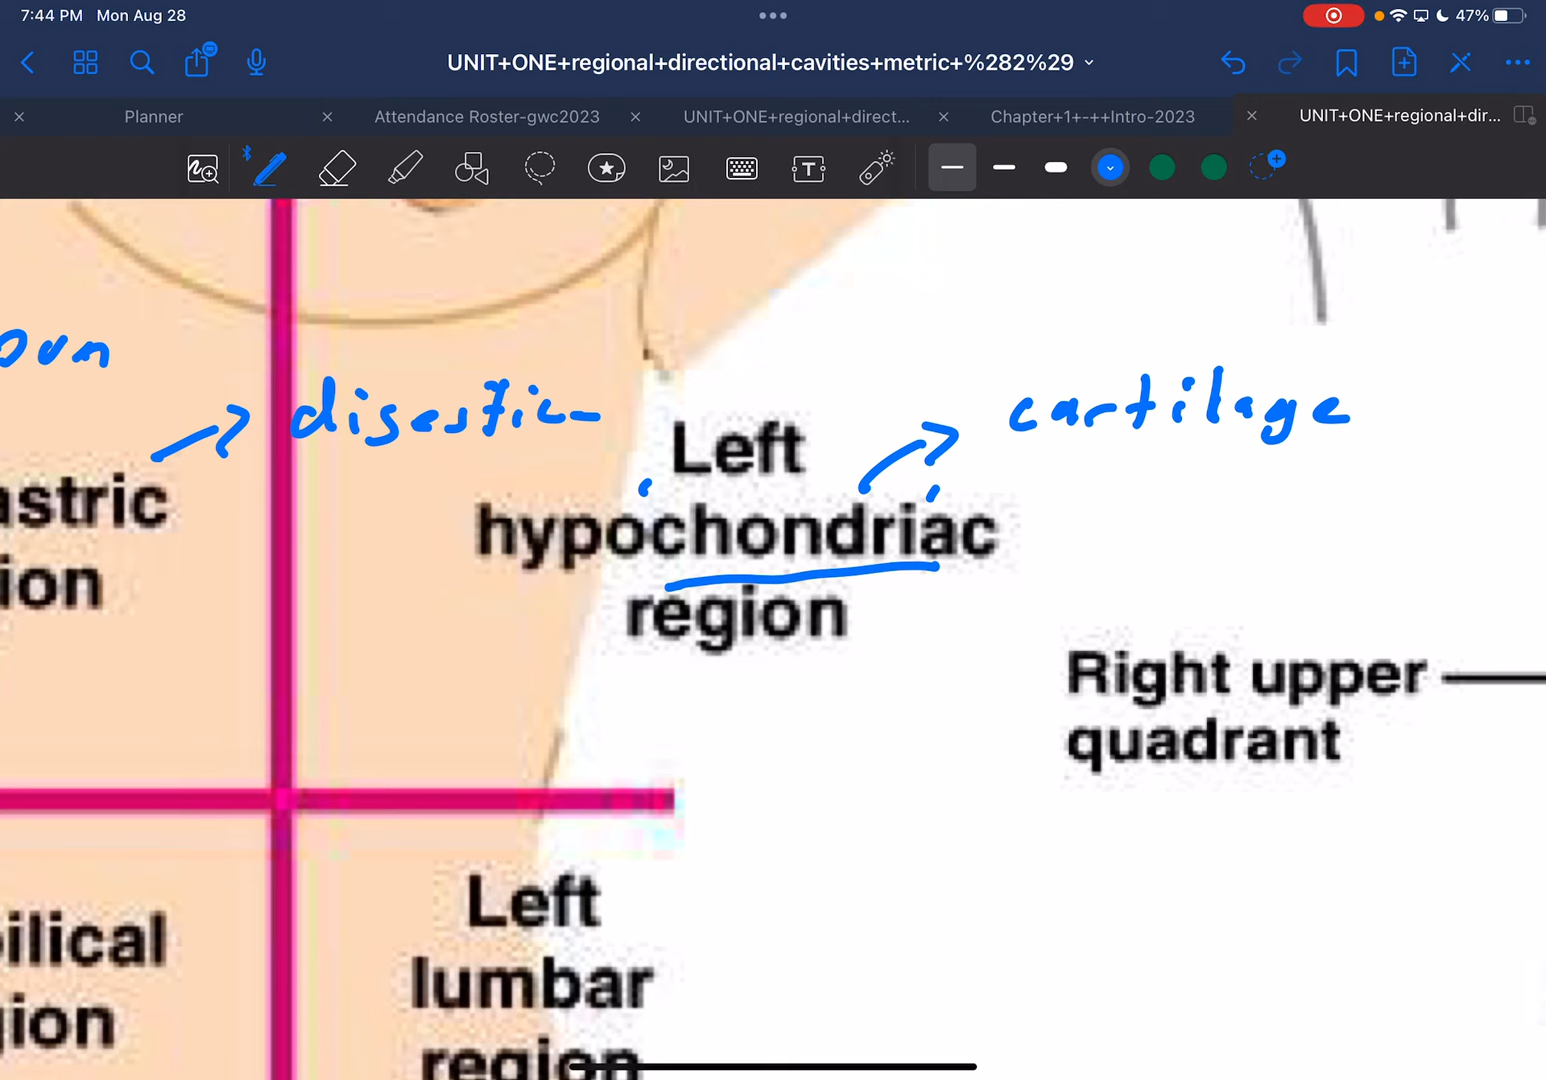 7:44 PM Mon Aug 28
47%
UNIT+ONE+regional+directional+cavities+metric+%282%29
Planner
Attendance Roster-gwc2023
UNIT+ONE+regional+direct...
Chapter+1+-++Intro-2023
UNIT+ONE+regional+dir...
digestion
cartilage
Left
hypochondriac
region
astric
ion
Right upper
quadrant
ilical
gion
Left
lumbar
region